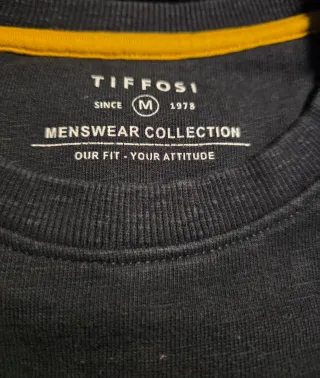 TIFFOSI
SINCE M 1978
MENSWEAR COLLECTION
OUR FIT - YOUR ATTITUDE